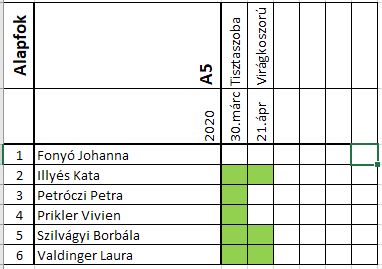 Alapfok
A5
Tisztaszoba
Virágkoszorú
2020
30.márc
21.ápr
1 Fonyó Johanna
2 Illyés Kata
3 Petróczi Petra
4 Prikler Vivien
5 Szilvágyi Borbála
6 Valdinger Laura